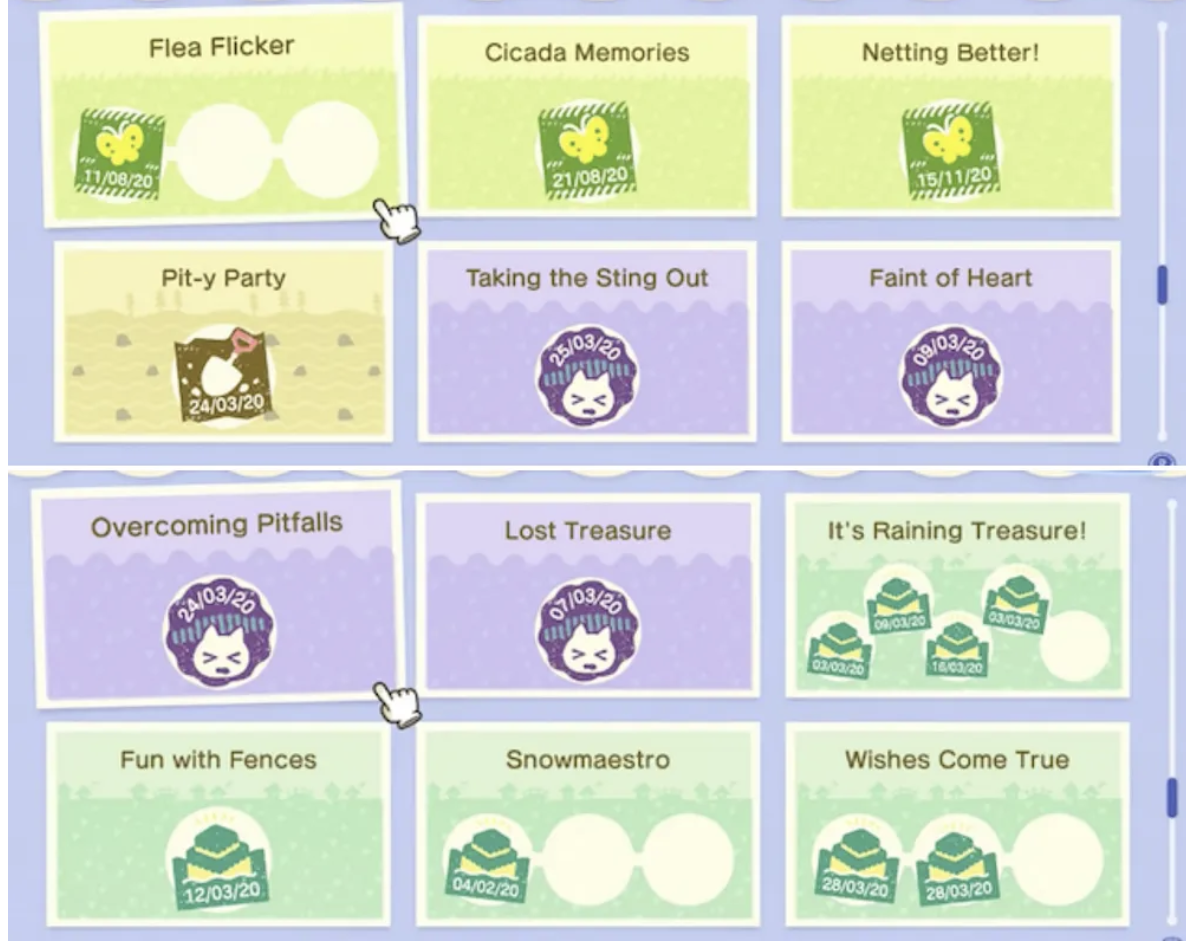 Flea Flicker
Cicada Memories
Netting Better!
11/08/20
21/08/20
15/11/20
Pit-y Party
Taking the Sting Out
Faint of Heart
24/03/20
25/03/20
09/03/20
Overcoming Pitfalls
Lost Treasure
It's Raining Treasure!
24/03/20
07/03/20
03/03/20
09/03/20
16/03/20
03/03/20
Fun with Fences
Snowmaestro
Wishes Come True
12/03/20
04/02/20
28/03/20
28/03/20